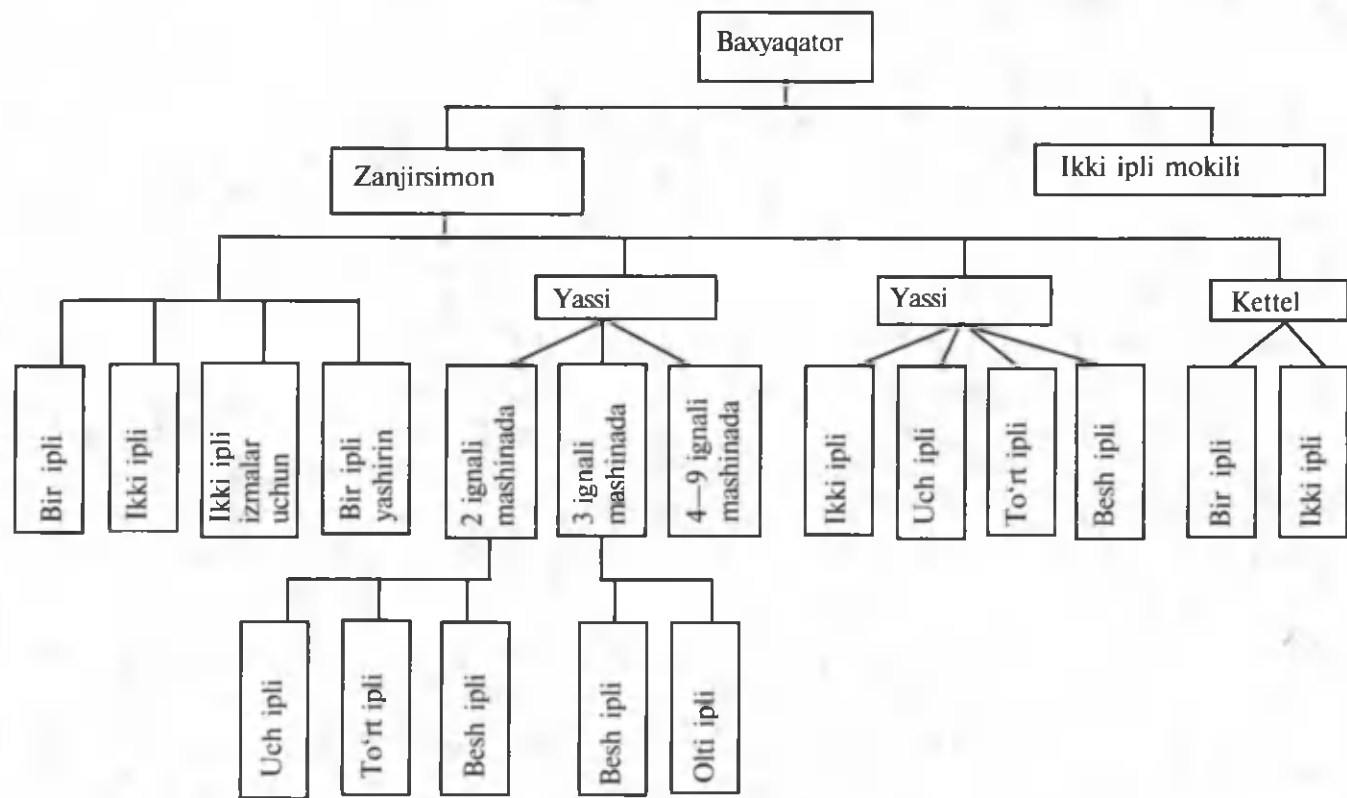 Baxyaqator
Zanjirsimon
Ikki ipli mokili
Yassi
Yassi
Kettel
Bir ipli
Ikki ipli
Ikki ipli
izmalar
uchun
Bir ipli
yashirin
2 ignali
mashinada
3 ignali
mashinada
4–9 ignali
mashinada
Ikki ipli
Uch ipli
To‘rt ipli
Besh ipli
Bir ipli
Ikki ipli
Uch ipli
To‘rt ipli
Besh ipli
Besh ipli
Olti ipli